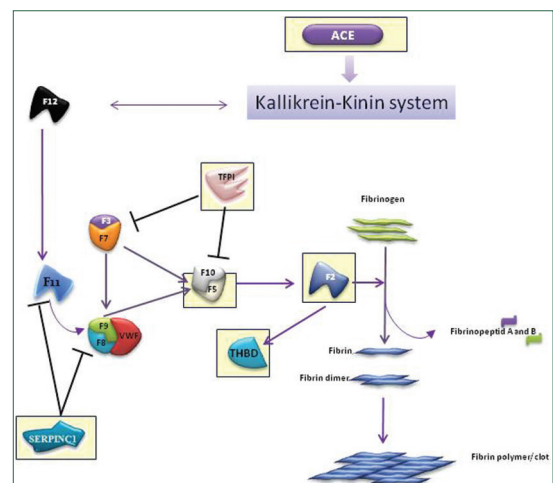 ACE
Kallikrein-Kinin system
F12
TFPI
Fibrinogen
F3
F7
F10
F5
F2
F11
F9
F8
VWF
THBD
Fibrinopeptid A and B
Fibrin
Fibrin dimer
SERPINC1
Fibrin polymer/ clot